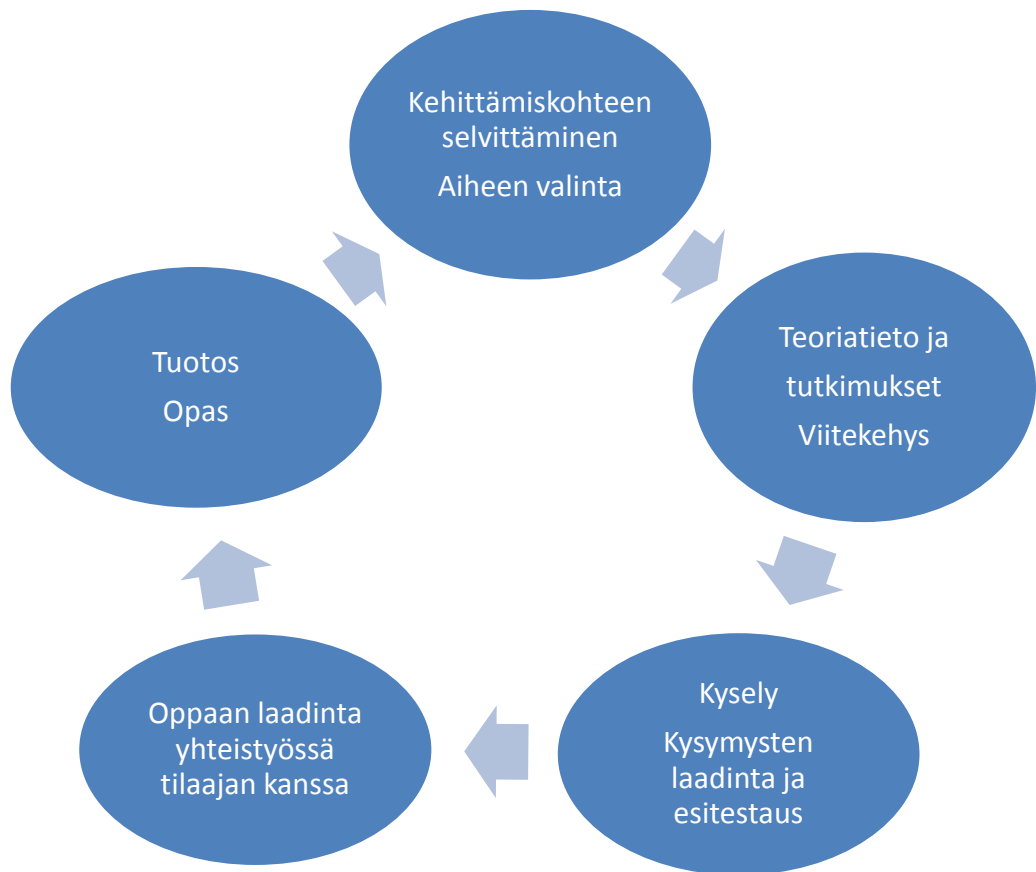 Kehittämiskohteen
selvittäminen
Aiheen valinta
Teoriatieto ja
tutkimukset
Viitekehys
Kysely
Kysymysten
laadinta ja
esitestaus
Oppaan laadinta
yhteistyössä
tilaajan kanssa
Tuotos
Opas